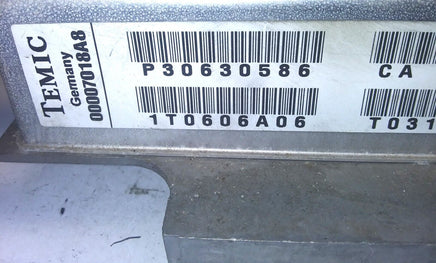 TEMIC
Germany
00007018A8
P30630586
CA
1T0606A06
T031